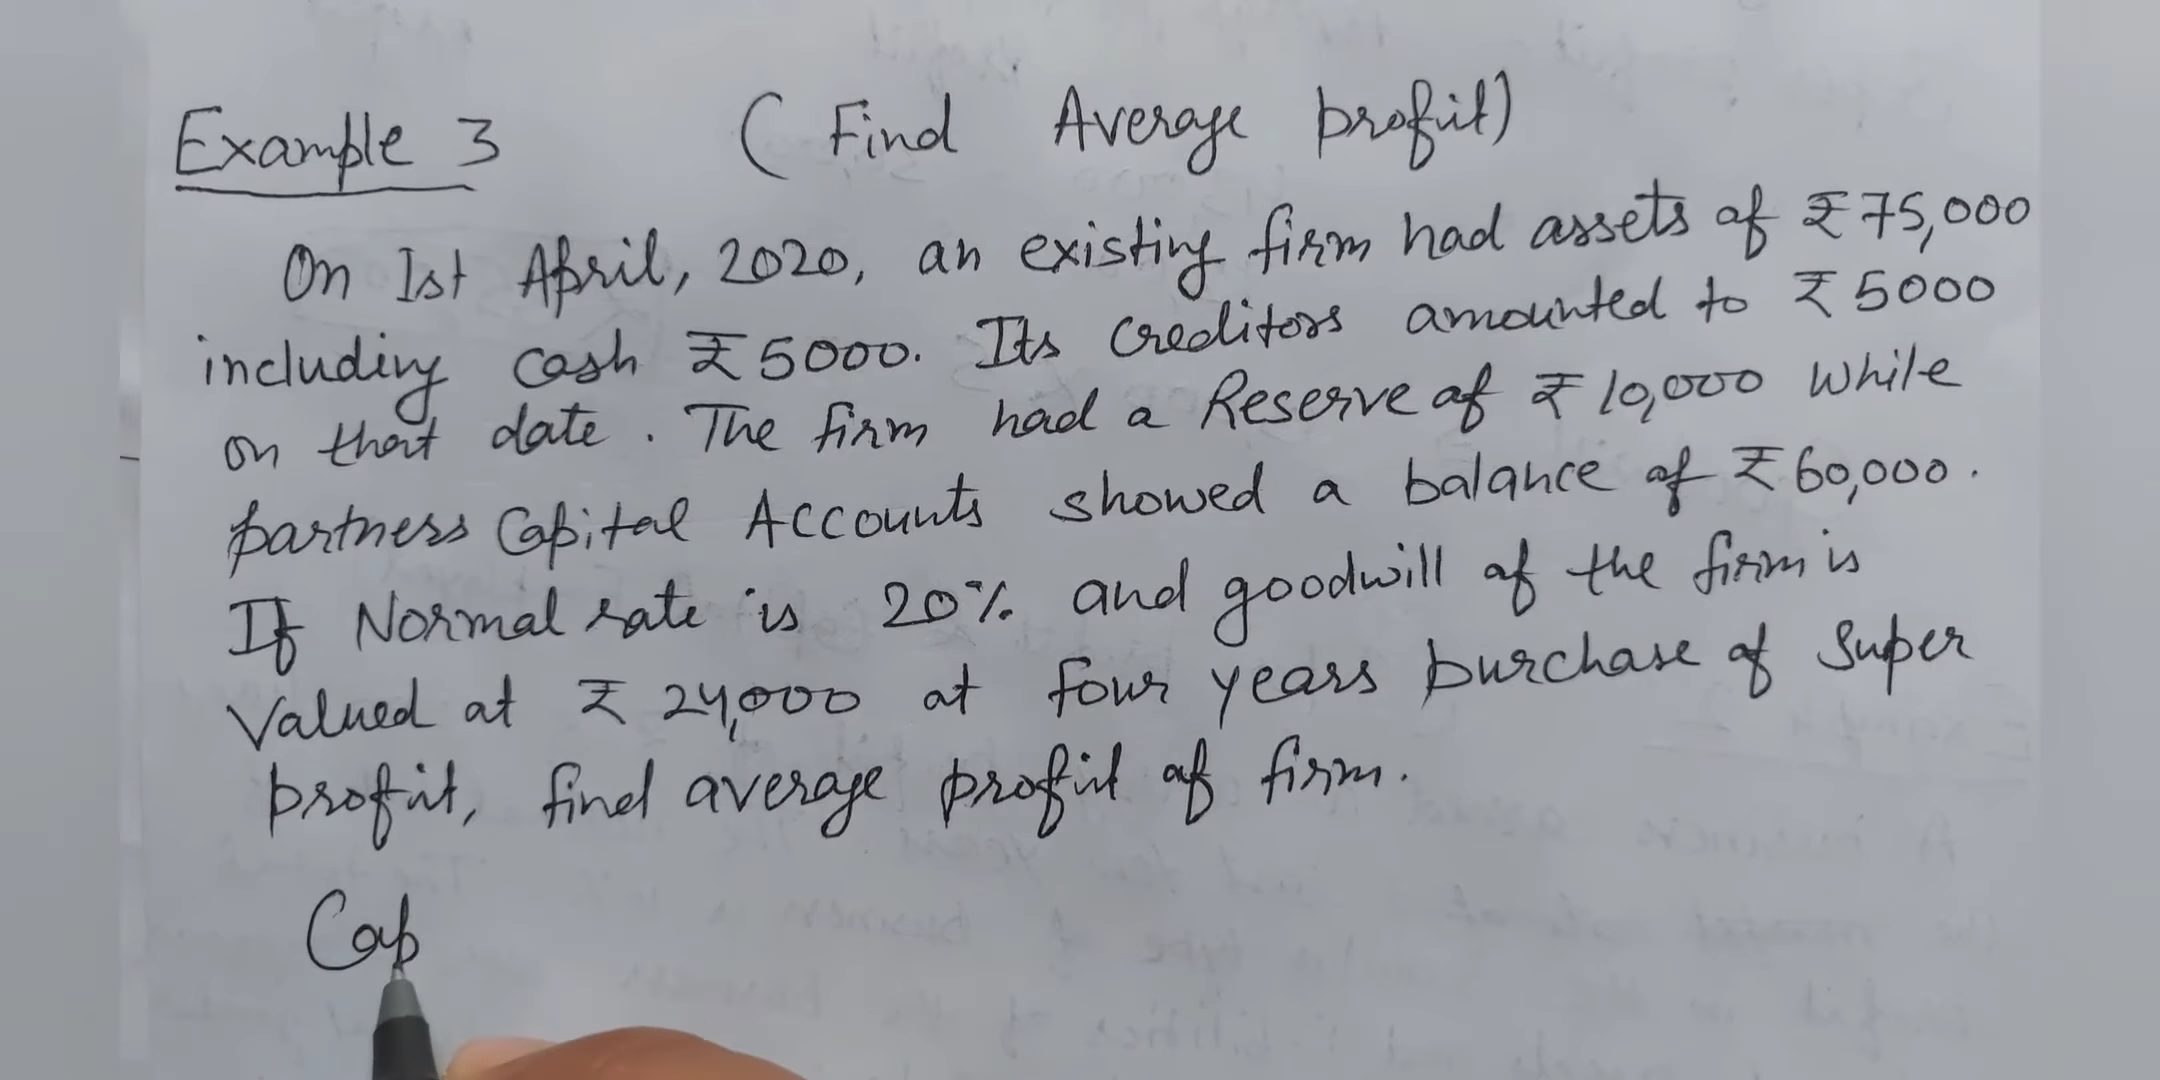 Example 3 (Find Average profit)
On 1st April, 2020, an existing firm had assets of ₹75,000
including cash ₹5000. Its Creditors amounted to ₹5000
on that date. The firm had a Reserve of ₹10,000 while
partners Capital Accounts showed a balance of ₹60,000.
If Normal rate is 20% and goodwill of the firm is
Valued at ₹24,000 at four years purchase of Super
profit, find average profit of firm.
Cap